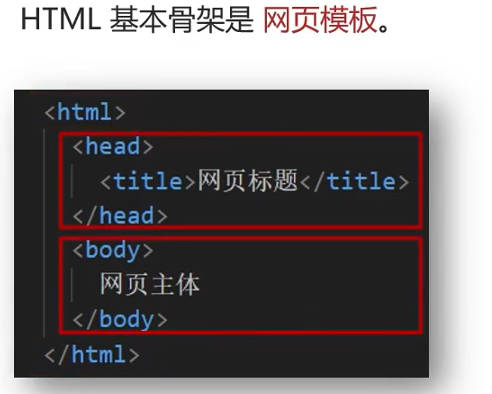 HTML 基本骨架是 网页模板。
<html>
<head>
<title>网页标题</title>
</head>
<body>
网页主体
</body>
</html>